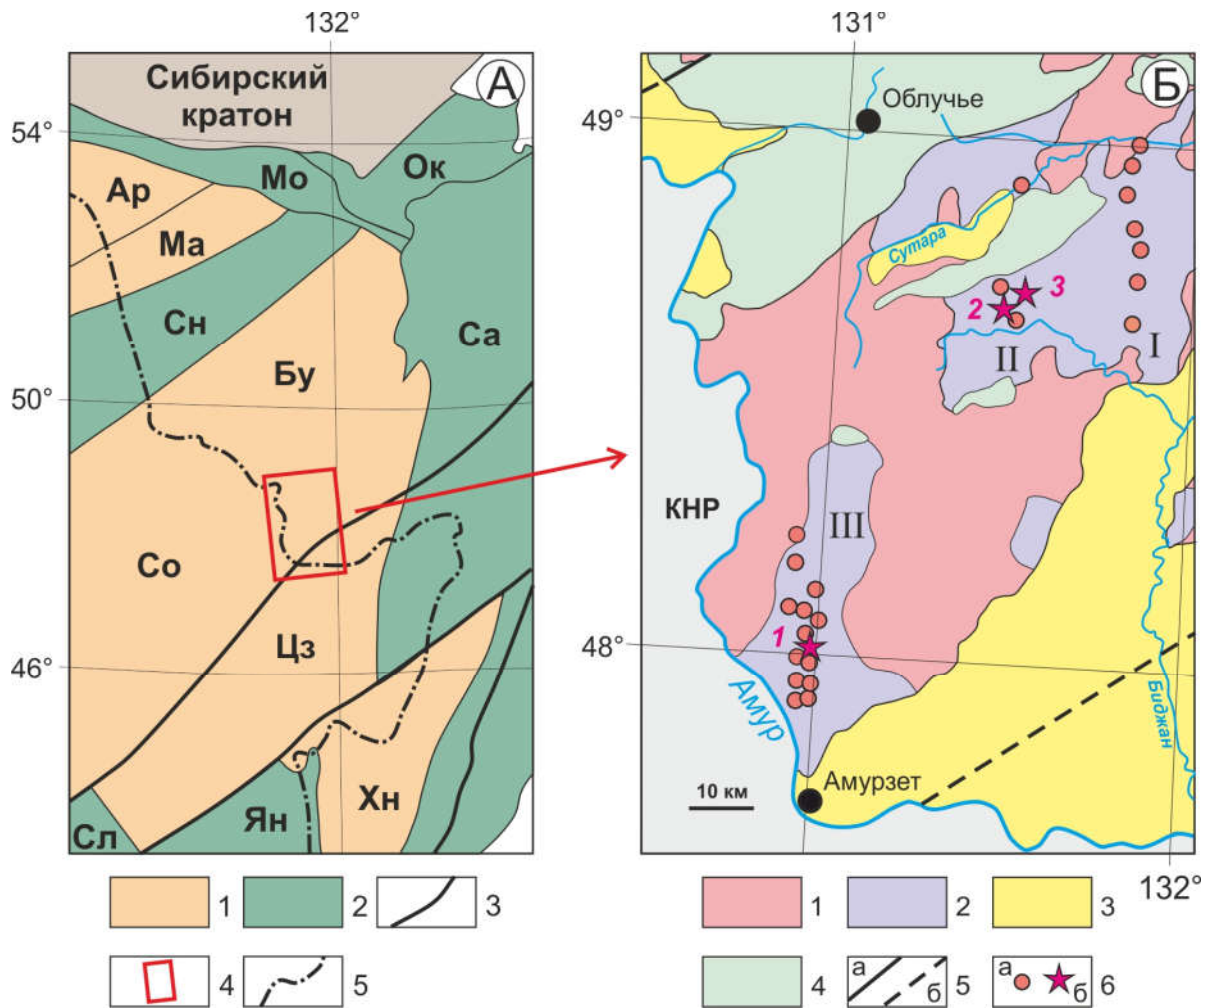 132°
131°
Сибирский
кратон
А
Б
Облучье
54°
49°
Мо
Ок
Ар
Ма
Сутара
Сн
Са
3
2
I
II
Бу
50°
КНР
III
Со
1
48°
Цз
46°
Амур
Биджан
Хн
Амурзет
10 км
Ян
Сл
1
2
3
1
2
3
132°
4
5
4
а
б
5
а
б
6